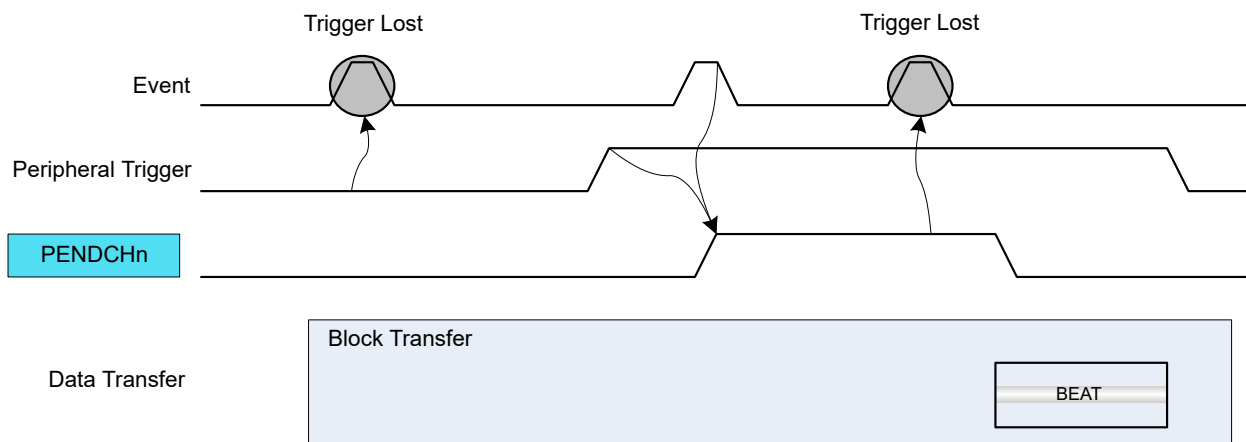 Trigger Lost
Trigger Lost
Event
Peripheral Trigger
PENDCHn
Block Transfer
Data Transfer
BEAT